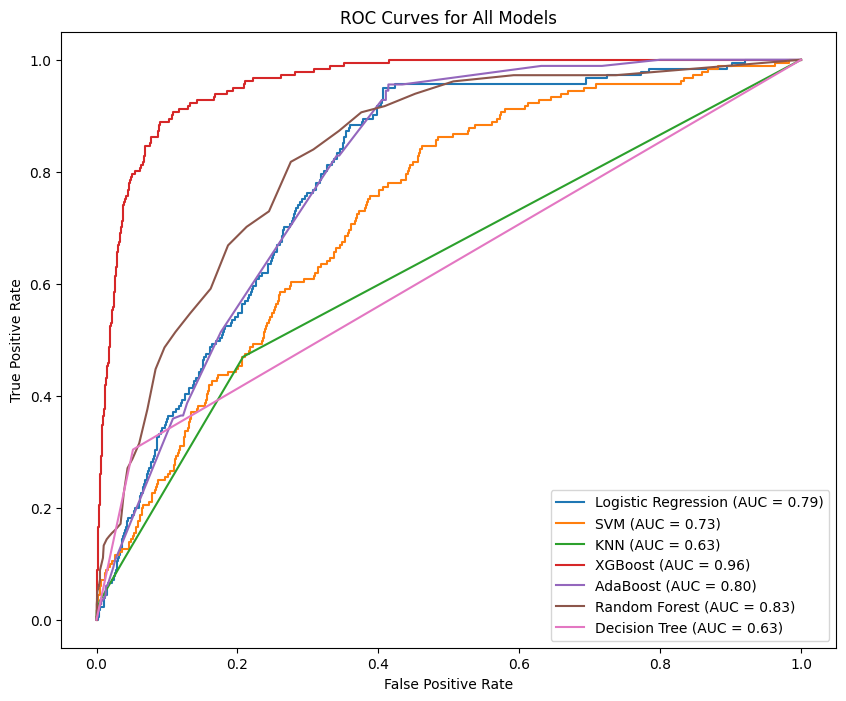 ROC Curves for All Models
True Positive Rate
1.0
0.8
0.6
0.4
0.2
0.0
Logistic Regression (AUC = 0.79)
SVM (AUC = 0.73)
KNN (AUC = 0.63)
XGBoost (AUC = 0.96)
AdaBoost (AUC = 0.80)
Random Forest (AUC = 0.83)
Decision Tree (AUC = 0.63)
0.0 0.2 0.4 0.6 0.8 1.0
False Positive Rate